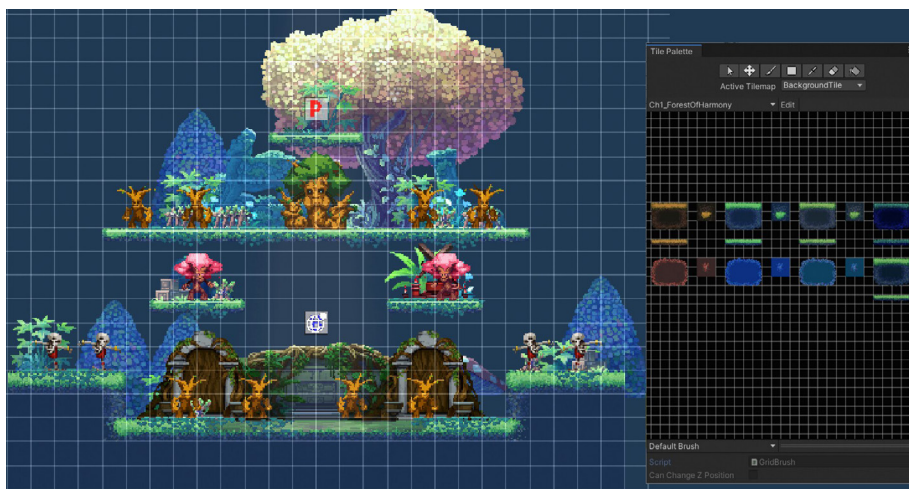 P
Tile Palette
Active Tilemap BackgroundTile
Ch1_ForestOfHarmony Edit
Default Brush
Script GridBrush
Can Change Z Position